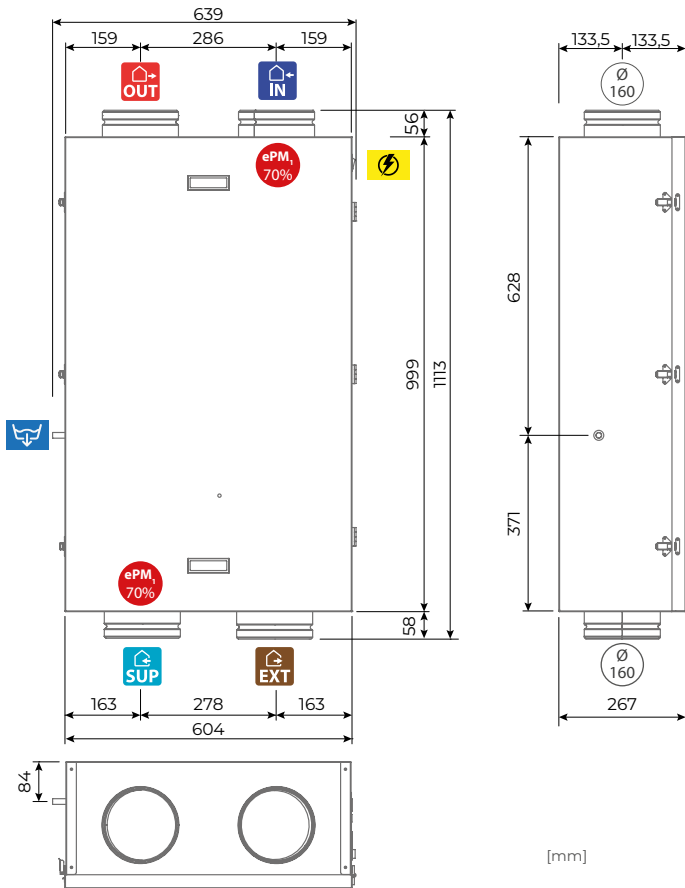 639
159 286 159
133,5 133,5
OUT
IN
Ø
160
56
ePM1
70%
628
999
1113
371
ePM1
70%
58
SUP
EXT
Ø
160
163 278 163
604
267
84
[mm]